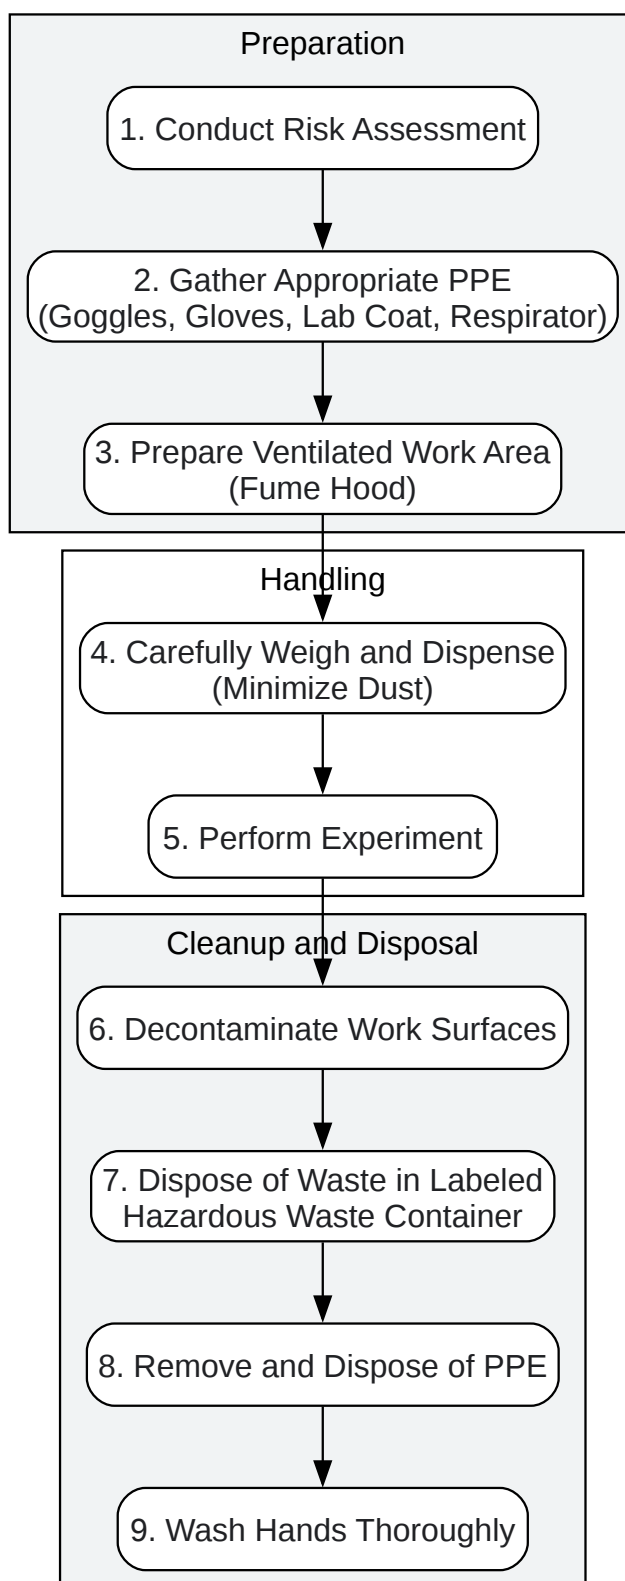 Preparation
1. Conduct Risk Assessment
2. Gather Appropriate PPE
(Goggles, Gloves, Lab Coat, Respirator)
3. Prepare Ventilated Work Area
(Fume Hood)
Handling
4. Carefully Weigh and Dispense
(Minimize Dust)
5. Perform Experiment
Cleanup and Disposal
6. Decontaminate Work Surfaces
7. Dispose of Waste in Labeled
Hazardous Waste Container
8. Remove and Dispose of PPE
9. Wash Hands Thoroughly